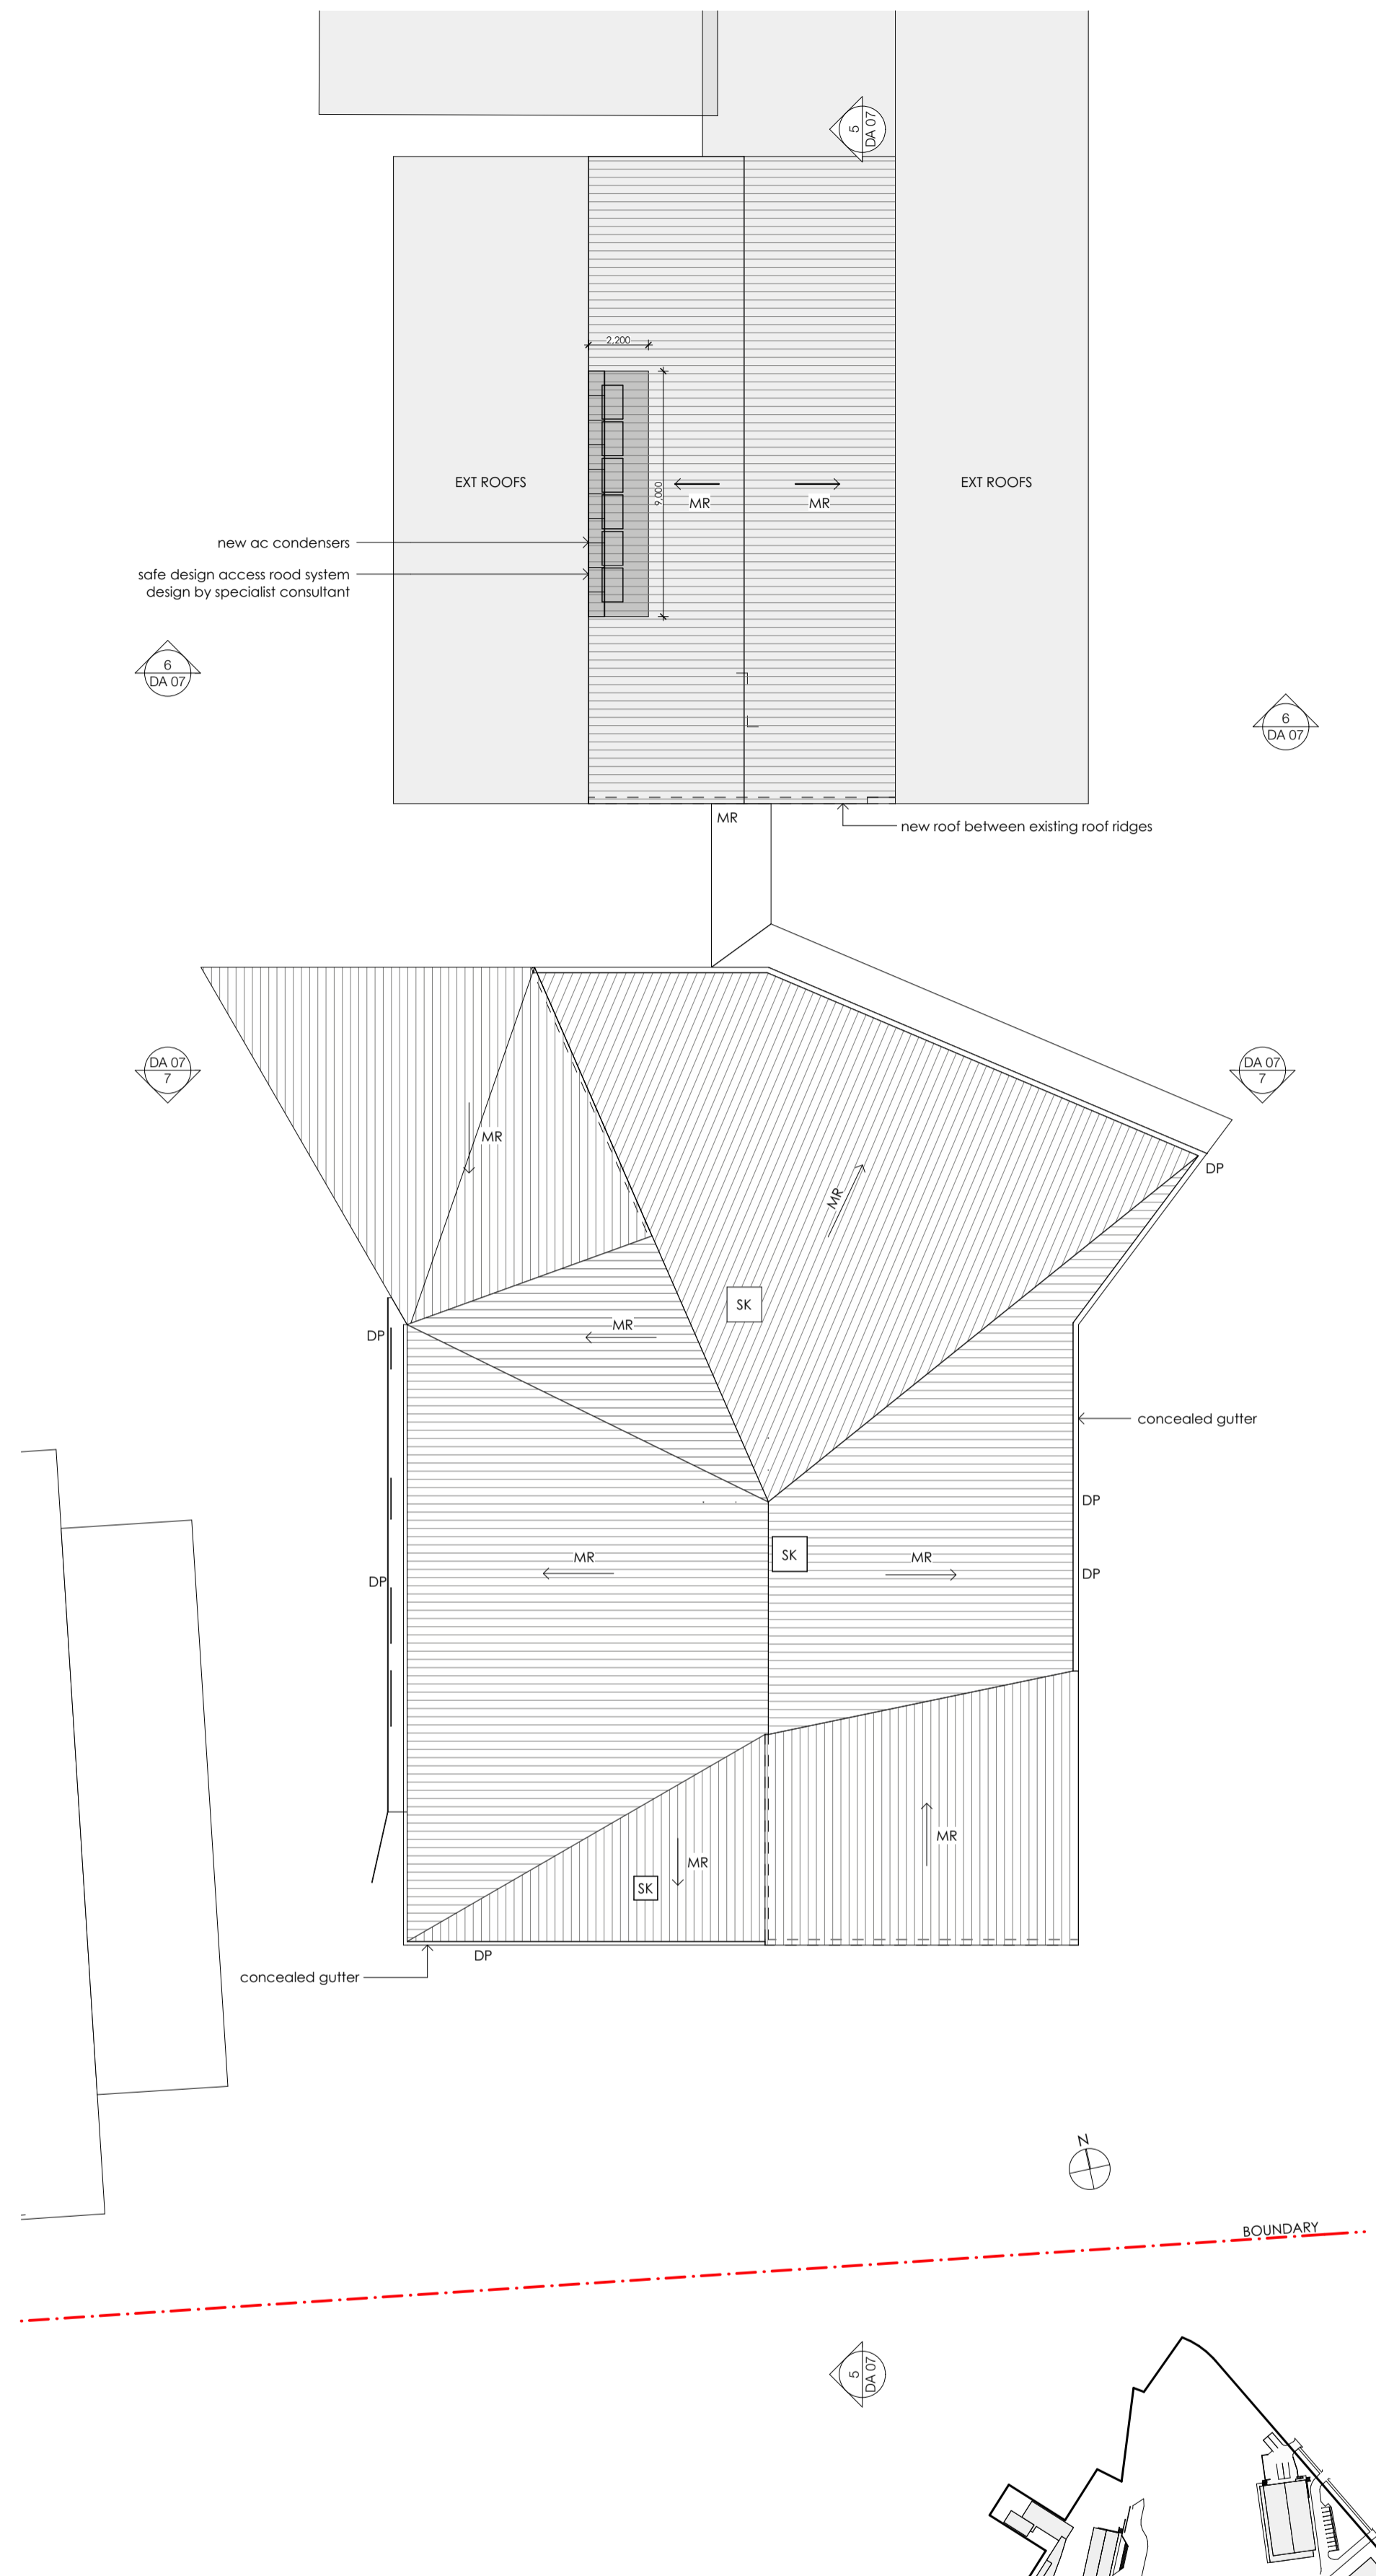 5
DA 07
2,200
9,000
EXT ROOFS
MR
MR
EXT ROOFS
new ac condensers
safe design access rood system
design by specialist consultant
6
DA 07
6
DA 07
MR
new roof between existing roof ridges
DA 07
7
DA 07
7
MR
DP
MR
SK
MR
DP
concealed gutter
DP
SK
MR
MR
DP
DP
MR
MR
SK
DP
concealed gutter
N
BOUNDARY
5
DA 07